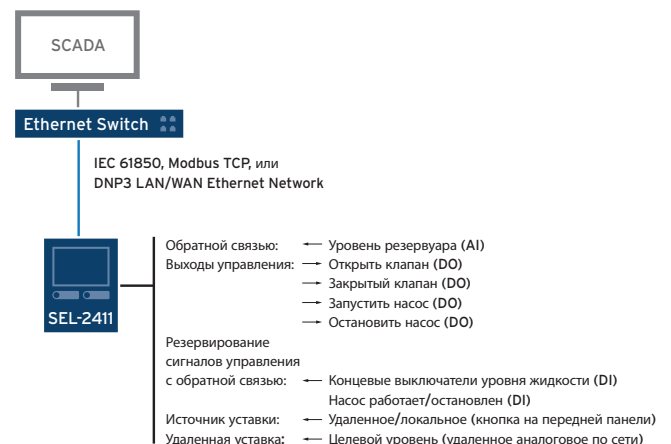 SCADA
Ethernet Switch
IEC 61850, Modbus TCP, или
DNP3 LAN/WAN Ethernet Network
SEL-2411
Обратной связью: ← Уровень резервуара (AI)
Выходы управления: → Открыть клапан (DO)
→ Закрытый клапан (DO)
→ Запустить насос (DO)
→ Остановить насос (DO)
Резервирование
сигналов управления
с обратной связью: ← Концевые выключатели уровня жидкости (DI)
Насос работает/остановлен (DI)
Источник уставки: ← Удаленное/локальное (кнопка на передней панели)
Удаленная уставка: ← Целевой уровень (удаленное аналоговое по сети)